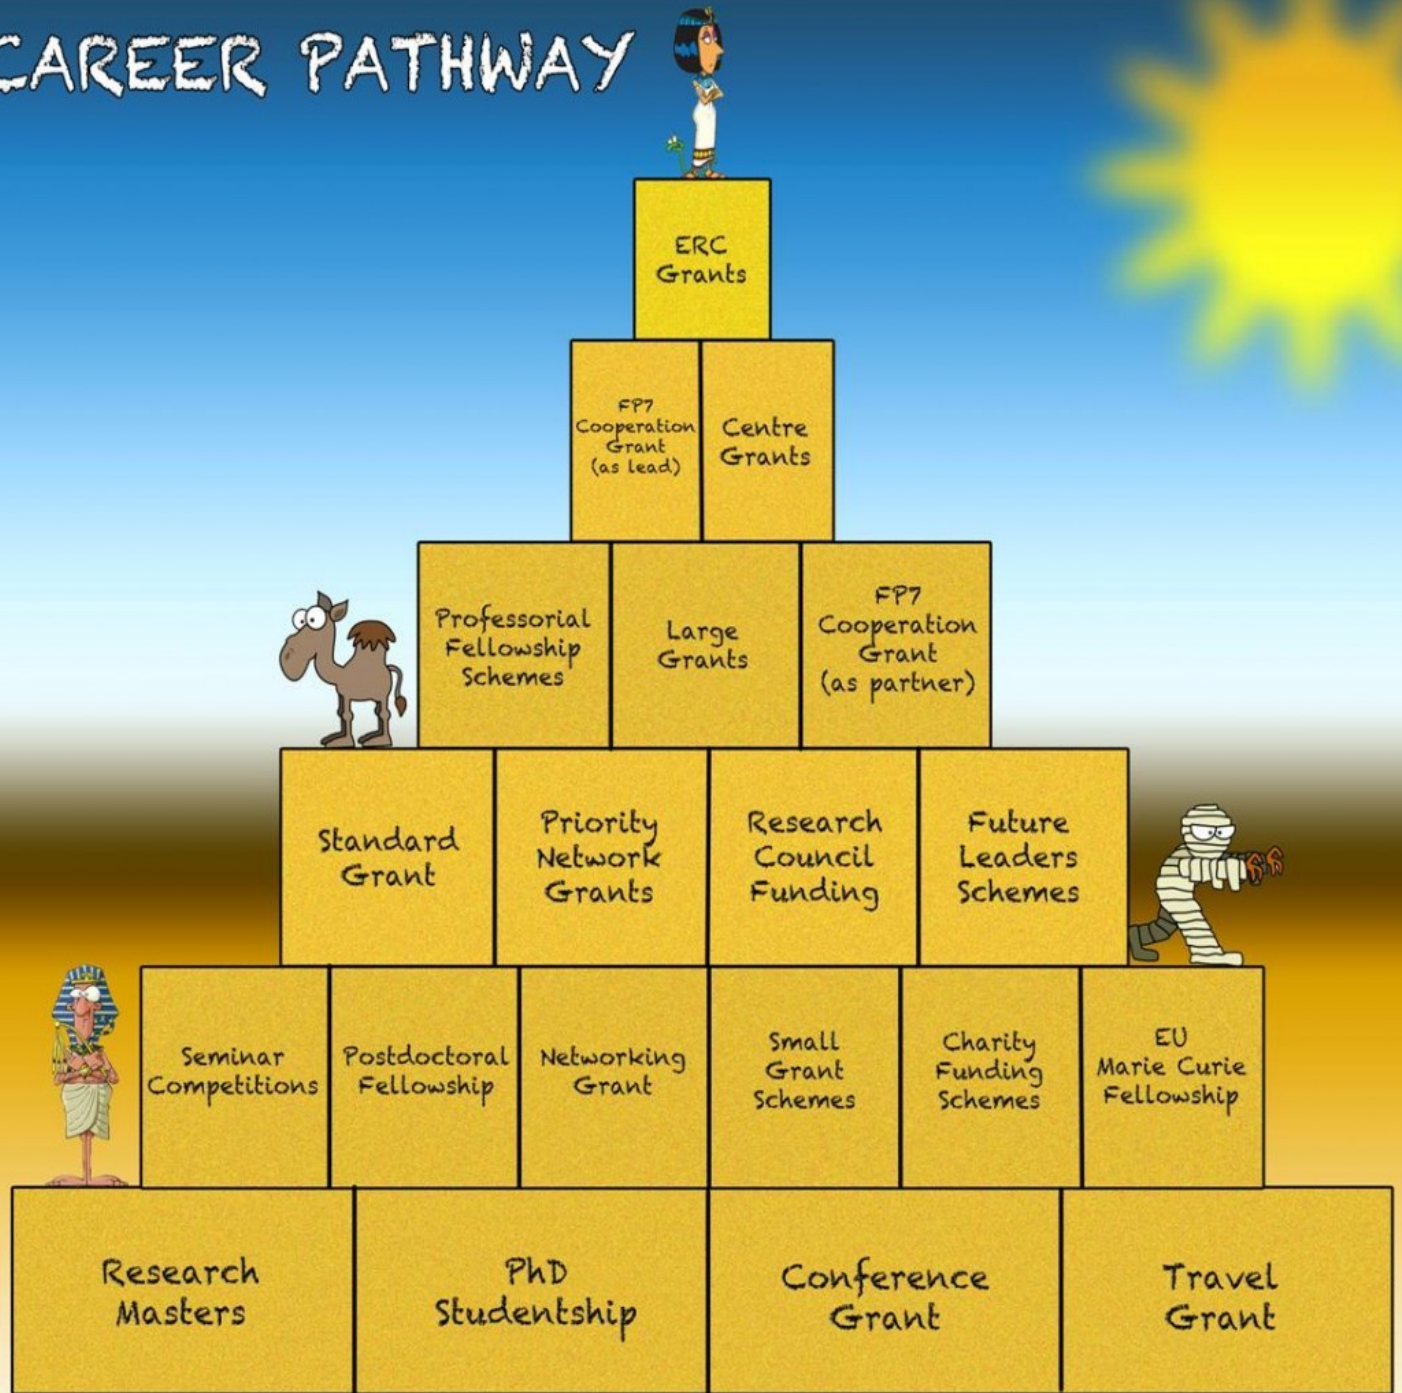 CAREER PATHWAY
ERC
Grants
FP7
Cooperation
Grant
(as lead)
Centre
Grants
Professorial
Fellowship
Schemes
Large
Grants
FP7
Cooperation
Grant
(as partner)
Standard
Grant
Priority
Network
Grants
Research
Council
Funding
Future
Leaders
Schemes
Seminar
Competitions
Postdoctoral
Fellowship
Networking
Grant
Small
Grant
Schemes
Charity
Funding
Schemes
EU
Marie Curie
Fellowship
Research
Masters
PhD
Studentship
Conference
Grant
Travel
Grant